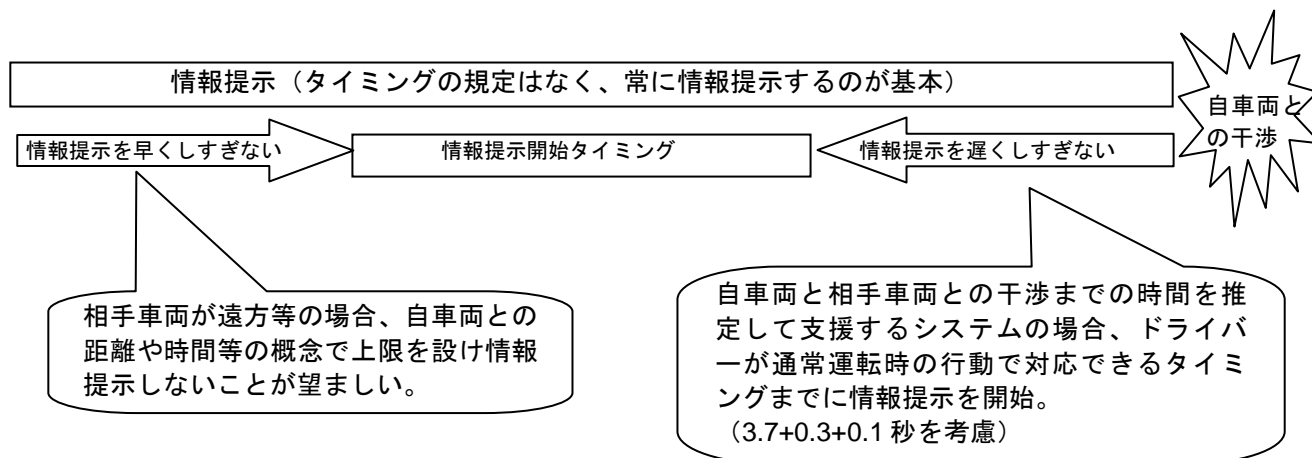 情報提示（タイミングの規定はなく、常に情報提示するのが基本）
自車両と
の干渉
情報提示を早くしすぎない
情報提示開始タイミング
情報提示を遅くしすぎない
相手車両が遠方等の場合、自車両との
距離や時間等の概念で上限を設け情報
提示しないことが望ましい。
自車両と相手車両との干渉までの時間を推
定して支援するシステムの場合、ドライバ
ーが通常運転時の行動で対応できるタイミ
ングまでに情報提示を開始。
（3.7+0.3+0.1 秒を考慮）